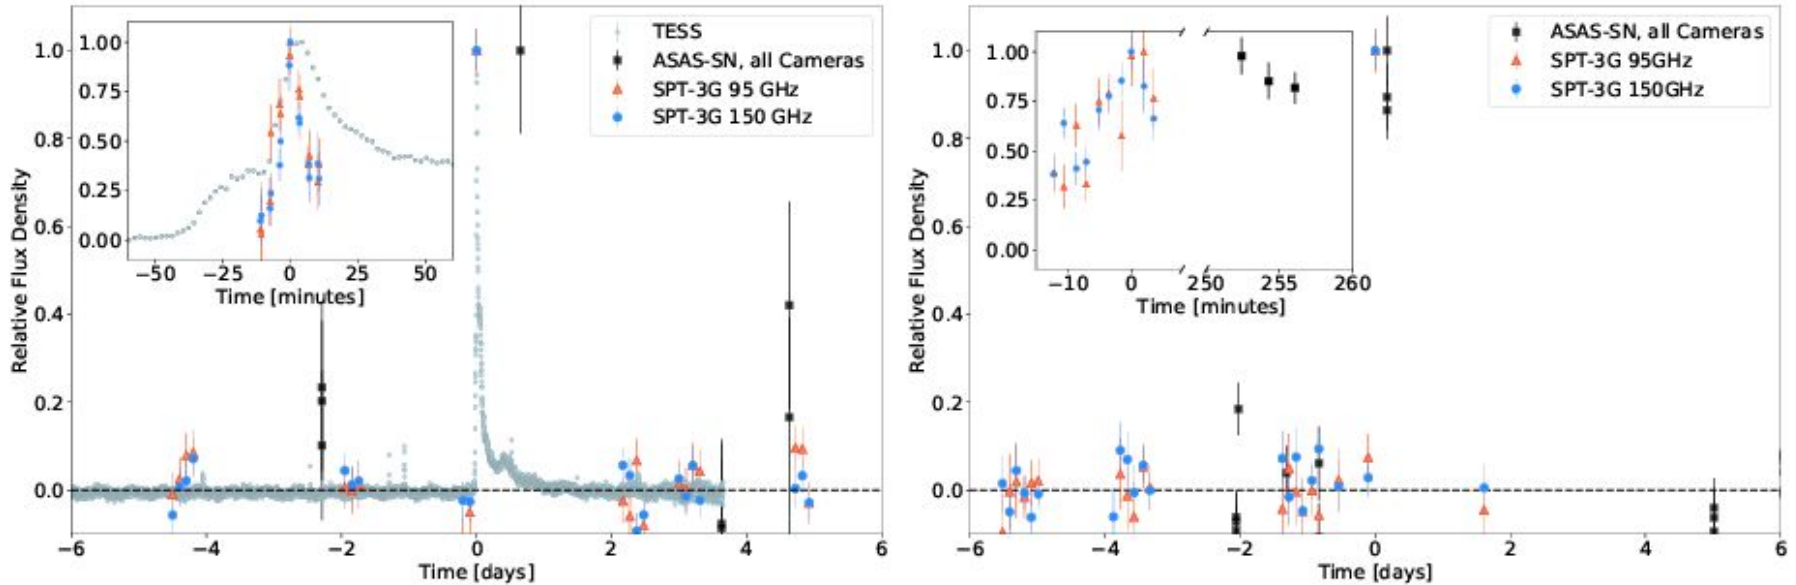 TESS
ASAS-SN, all Cameras
SPT-3G 95 GHz
SPT-3G 150 GHz
1.0
0.8
0.6
0.4
0.2
0.0
Relative Flux Density
−6 −4 −2 0 2 4 6
Time [days]
1.00
0.75
0.50
0.25
0.00
−50 −25 0 25 50
Time [minutes]
ASAS-SN, all Cameras
SPT-3G 95GHz
SPT-3G 150GHz
1.0
0.8
0.6
0.4
0.2
0.0
Relative Flux Density
−6 −4 −2 0 2 4 6
Time [days]
1.00
0.75
0.50
0.25
0.00
−10 0 250 255 260
Time [minutes]